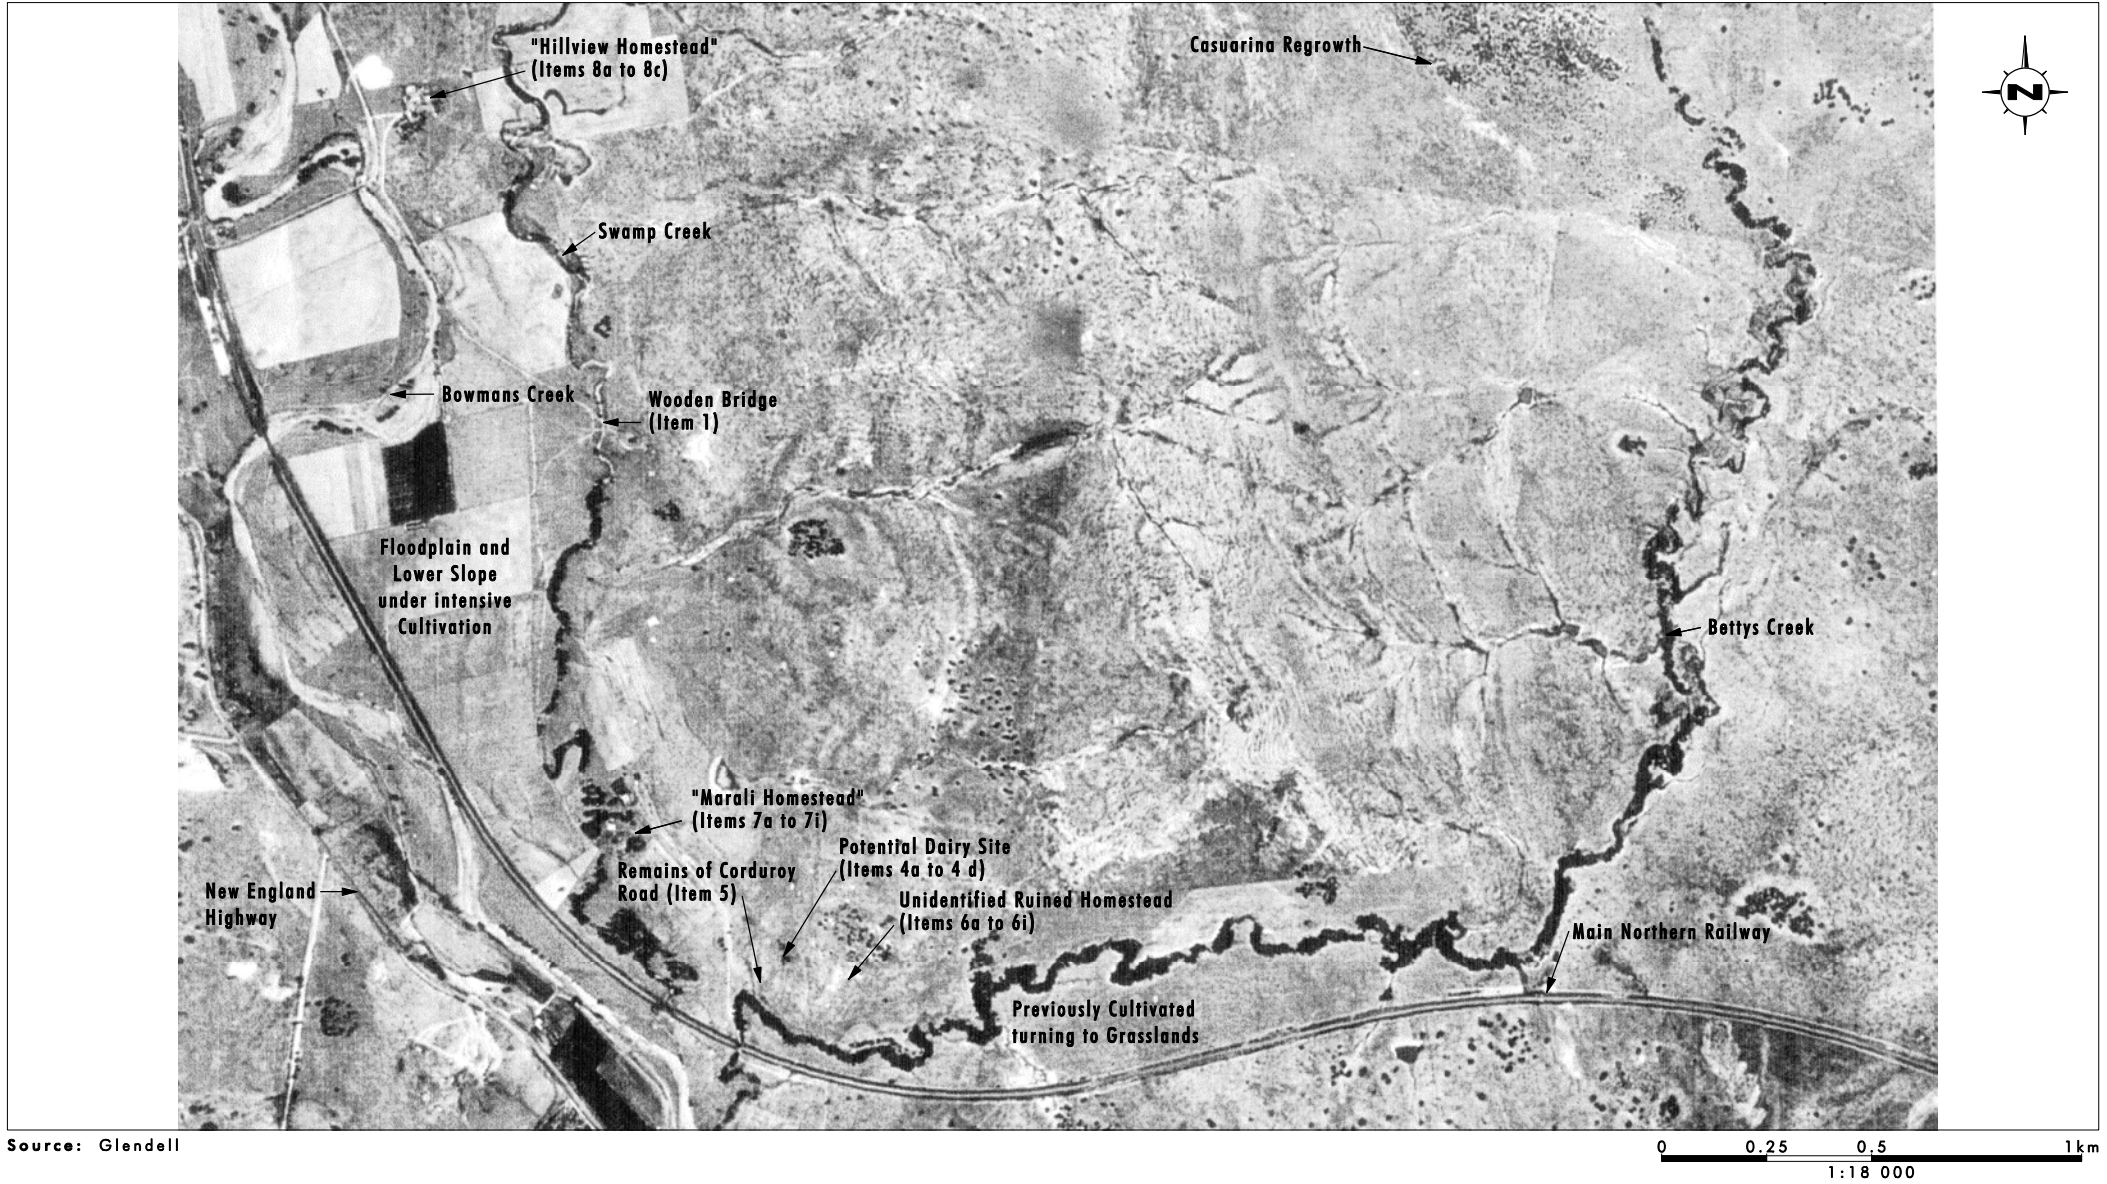 "Hillview Homestead"
(Items 8a to 8c)
Casuarina Regrowth
N
Swamp Creek
Bowmans Creek
Wooden Bridge
(Item 1)
Floodplain and
Lower Slope
under intensive
Cultivation
Bettys Creek
"Marali Homestead"
(Items 7a to 7i)
Potential Dairy Site
(Items 4a to 4 d)
Remains of Corduroy
Road (Item 5)
New England
Highway
Unidentified Ruined Homestead
(Items 6a to 6i)
Main Northern Railway
Previously Cultivated
turning to Grasslands
Source: Glendell
0 0.25 0.5 1km
1:18 000